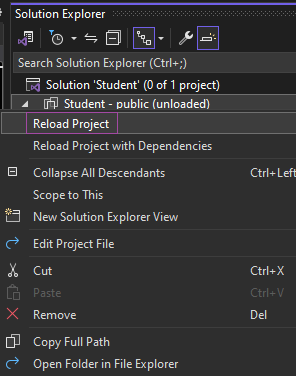 Solution Explorer
Search Solution Explorer (Ctrl+;)
Solution 'Student' (0 of 1 project)
Student - public (unloaded)
Reload Project
Reload Project with Dependencies
Collapse All Descendants Ctrl+Left
Scope to This
New Solution Explorer View
Edit Project File
Cut Ctrl+X
Paste Ctrl+V
Remove Del
Copy Full Path
Open Folder in File Explorer